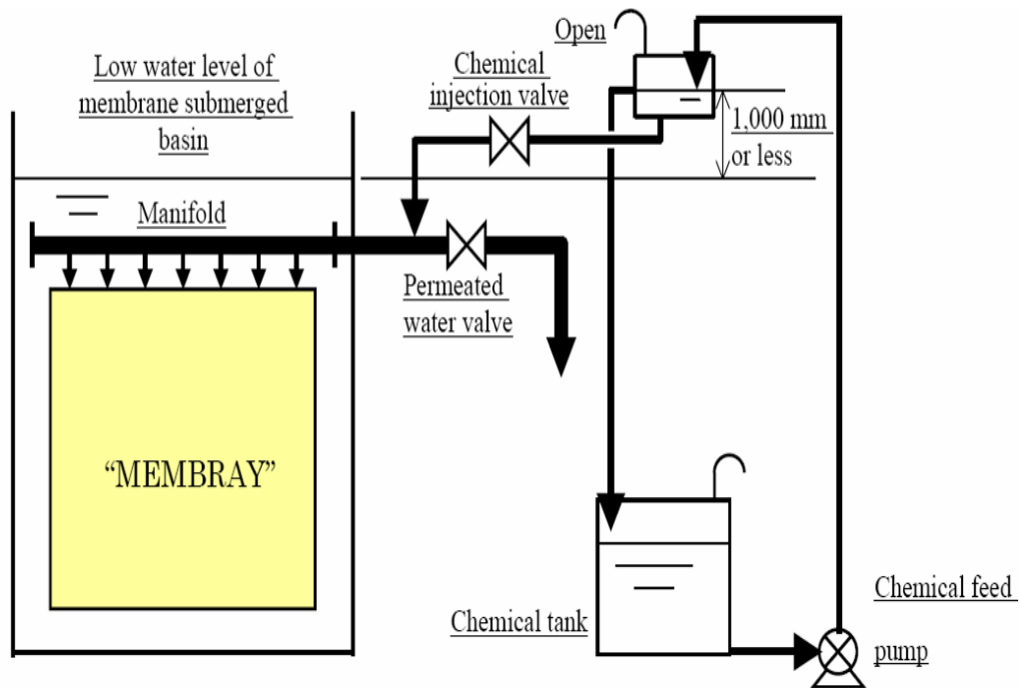 Low water level of
membrane submerged
basin
Open
Chemical
injection valve
1,000 mm
or less
Manifold
Permeated
water valve
“MEMBRAY”
Chemical tank
Chemical feed
pump